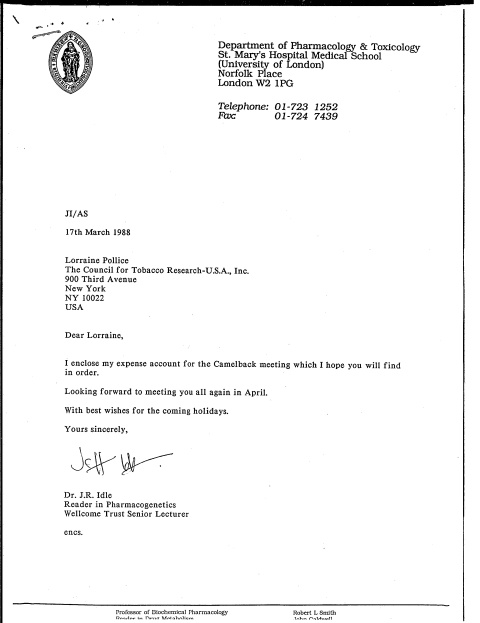 Department of Pharmacology & Toxicology
St. Mary's Hospital Medical School
(University of London)
Norfolk Place
London W2 1PG
Telephone: 01-723 1252
Fax: 01-724 7439
JI/AS
17th March 1988
Lorraine Pollice
The Council for Tobacco Research-U.S.A., Inc.
900 Third Avenue
New York
NY 10022
USA
Dear Lorraine,
I enclose my expense account for the Camelback meeting which I hope you will find
in order.
Looking forward to meeting you all again in April.
With best wishes for the coming holidays.
Yours sincerely,
Dr. J.R. Idle
Reader in Pharmacogenetics
Wellcome Trust Senior Lecturer
encs.
Professor of Biochemical Pharmacology Robert L Smith
Reader in Drug Metabolism John Caldwell